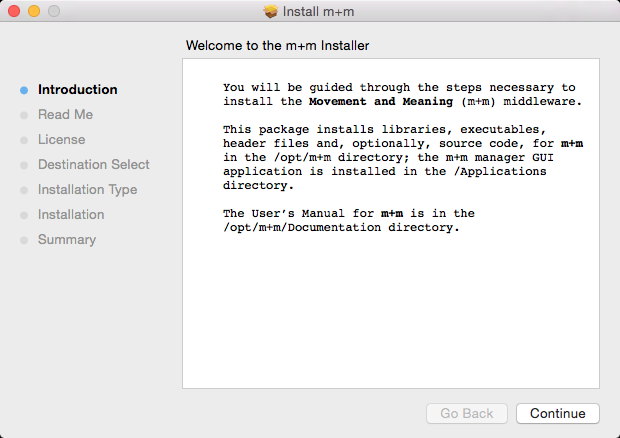 Install m+m
Welcome to the m+m Installer
Introduction
Read Me
License
Destination Select
Installation Type
Installation
Summary
You will be guided through the steps necessary to
install the Movement and Meaning (m+m) middleware.
This package installs libraries, executables,
header files and, optionally, source code, for m+m
in the /opt/m+m directory; the m+m manager GUI
application is installed in the /Applications
directory.
The User’s Manual for m+m is in the
/opt/m+m/Documentation directory.
Go Back
Continue